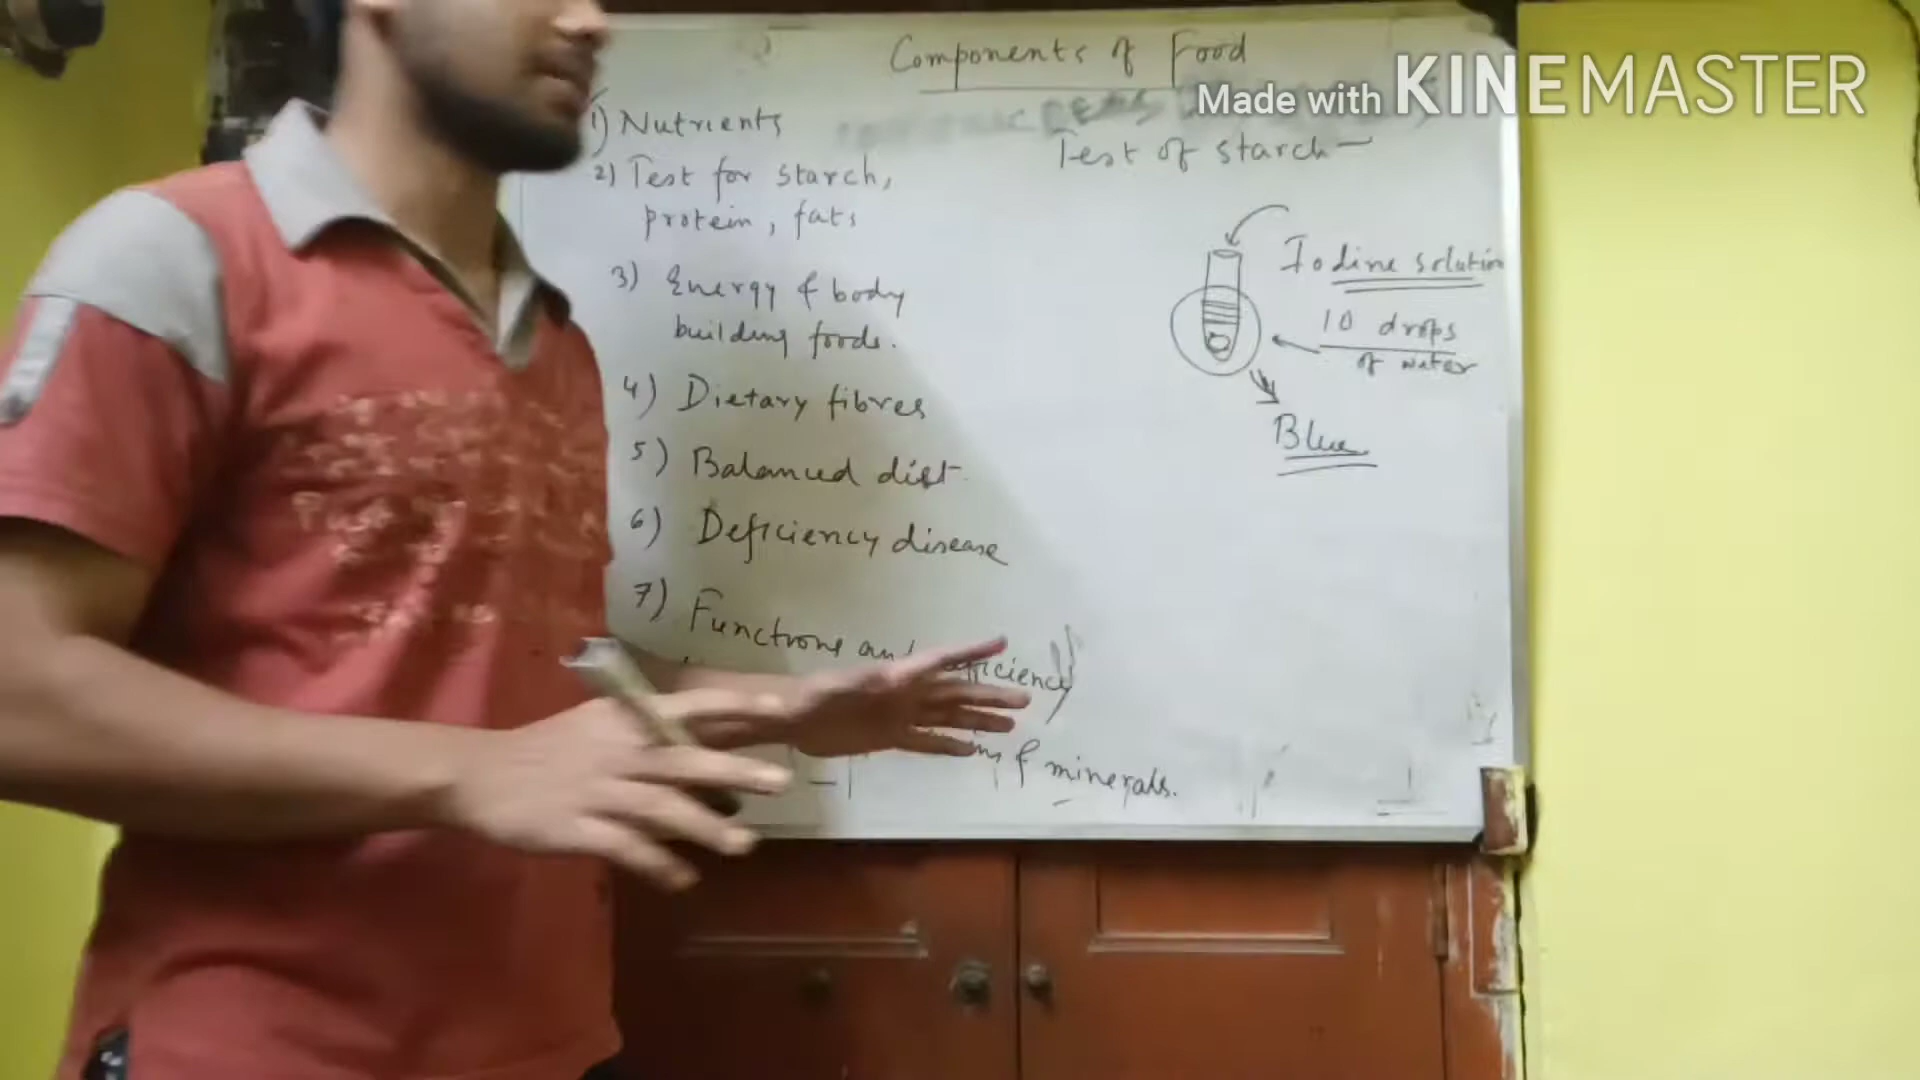 Components of Food
Made with KINEMASTER
1) Nutrients
2) Test for starch,
protein, fats
3) Energy & body
building foods.
4) Dietary fibres
5) Balanced diet
6) Deficiency disease
7) Functions and
minerals.
Test of starch-
Iodine solution
10 drops
of water
Blue